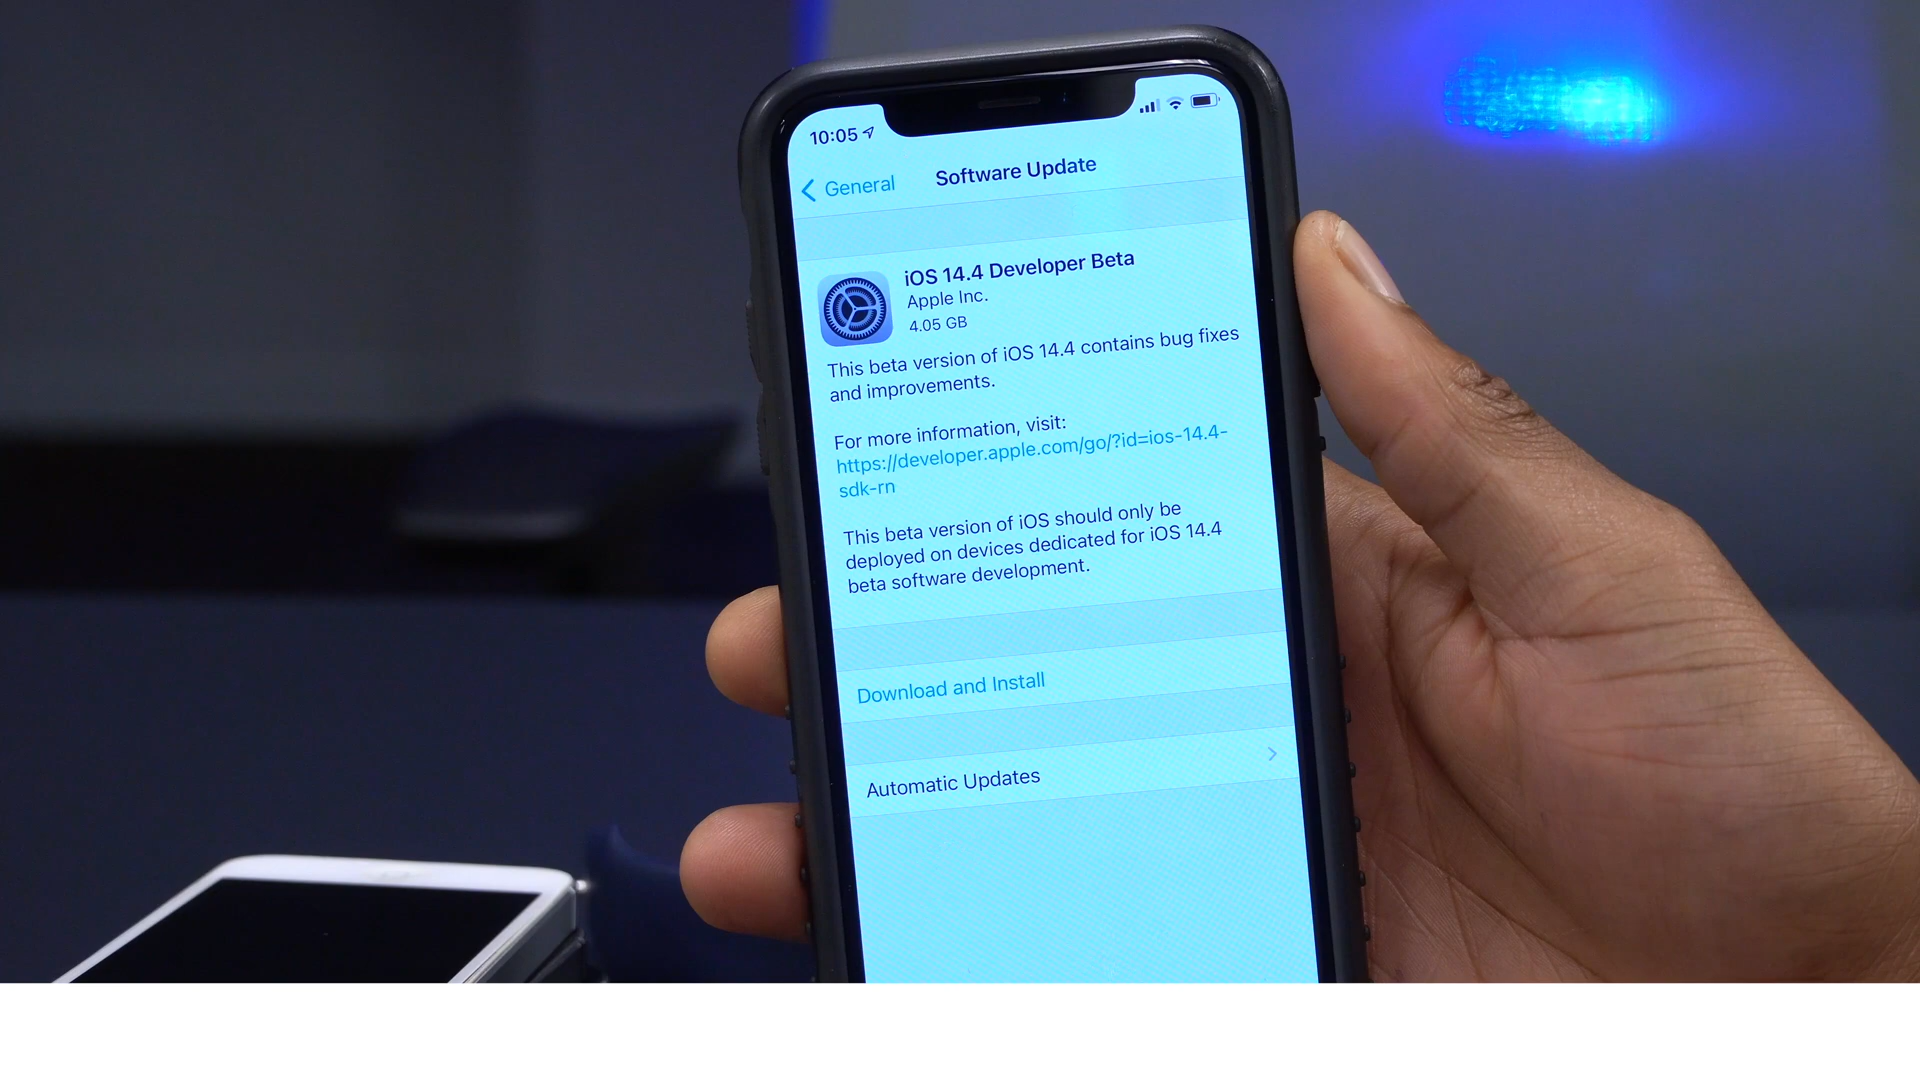 10:05
General
Software Update
iOS 14.4 Developer Beta
Apple Inc.
4.05 GB
This beta version of iOS 14.4 contains bug fixes
and improvements.
For more information, visit:
https://developer.apple.com/go/?id=ios-14.4-
sdk-rn
This beta version of iOS should only be
deployed on devices dedicated for iOS 14.4
beta software development.
Download and Install
Automatic Updates